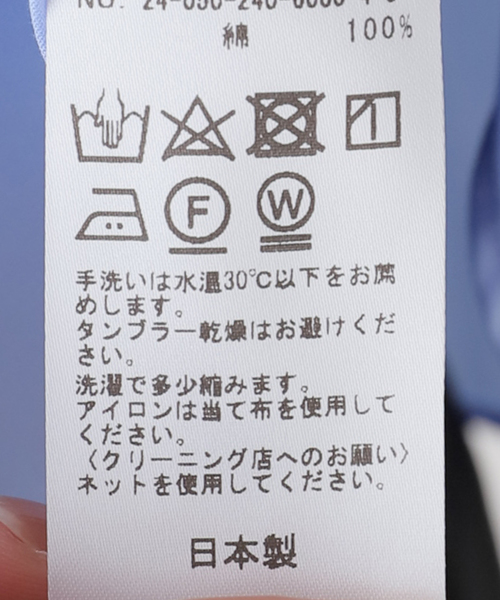 綿 100%
F W
手洗いは水温30℃以下をお薦
めします。
タンブラー乾燥はお避けくだ
さい。
洗濯で多少縮みます。
アイロンは当て布を使用して
ください。
〈クリーニング店へのお願い〉
ネットを使用してください。
日本製